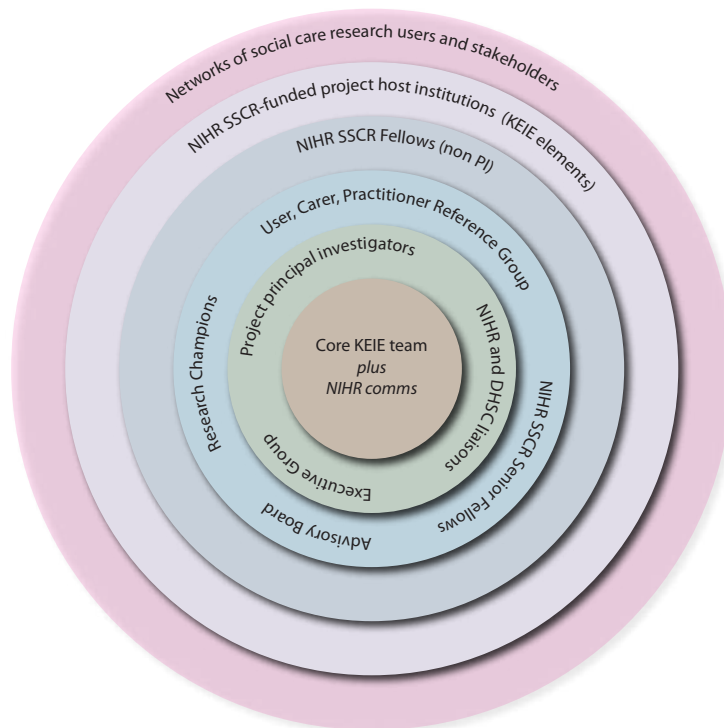 Networks of social care research users and stakeholders
NIHR SSCR-funded project host institutions (KEIE elements)
NIHR SSCR Fellows (non PI)
User, Carer, Practitioner Reference Group
Research Champions
NIHR SSCR Senior Fellows
Advisory Board
Project principal investigators
NIHR and DHSC liaisons
Executive Group
Core KEIE team
plus
NIHR comms